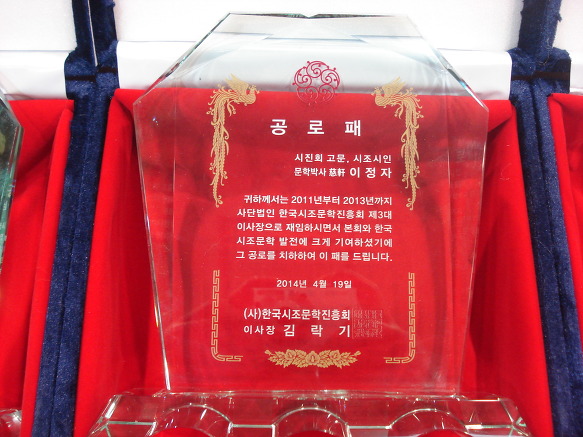 공로패
시진회 고문, 시조시인
문학박사 慈軒 이정자
귀하께서는 2011년부터 2013년까지
사단법인 한국시조문학진흥회 제3대
이사장으로 재임하시면서 본회와 한국
시조문학 발전에 크게 기여하셨기에
그 공로를 치하하여 이 패를 드립니다.
2014년 4월 19일
(사)한국시조문학진흥회
이사장 김락기